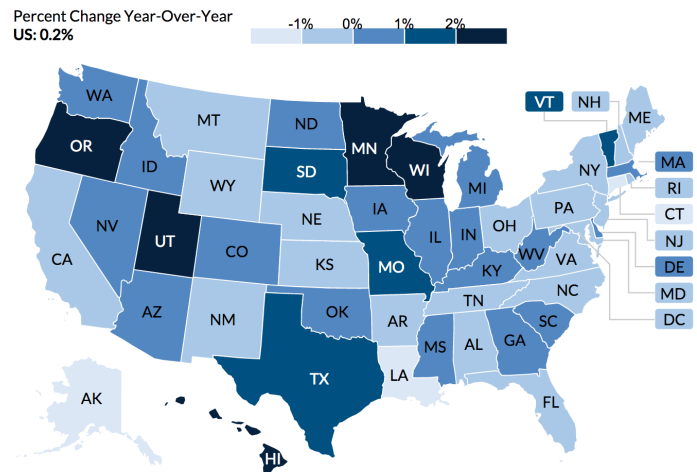 Percent Change Year-Over-Year
US: 0.2%
-1% 0% 1% 2%
WA
MT
ND
MN
VT NH
ME
OR
ID
SD
WI
MI
NY
MA
WY
RI
NV
UT
NE
IA
PA
CT
CA
CO
KS
MO
IL
IN
OH
WV
VA
NJ
KY
DE
AZ
NM
OK
AR
TN
NC
MD
SC
DC
MS
AL
GA
TX
LA
AK
FL
HI